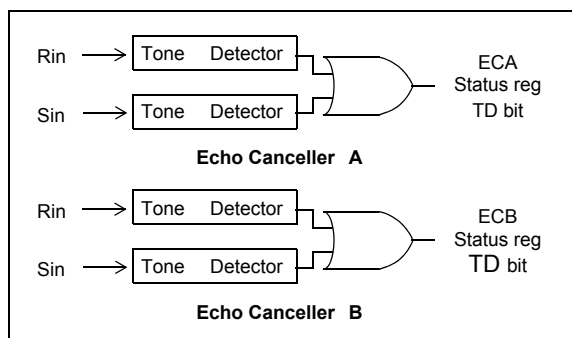 Rin
Tone Detector
ECA
Status reg
TD bit
Sin
Tone Detector
Echo Canceller A
Rin
Tone Detector
ECB
Status reg
TD bit
Sin
Tone Detector
Echo Canceller B